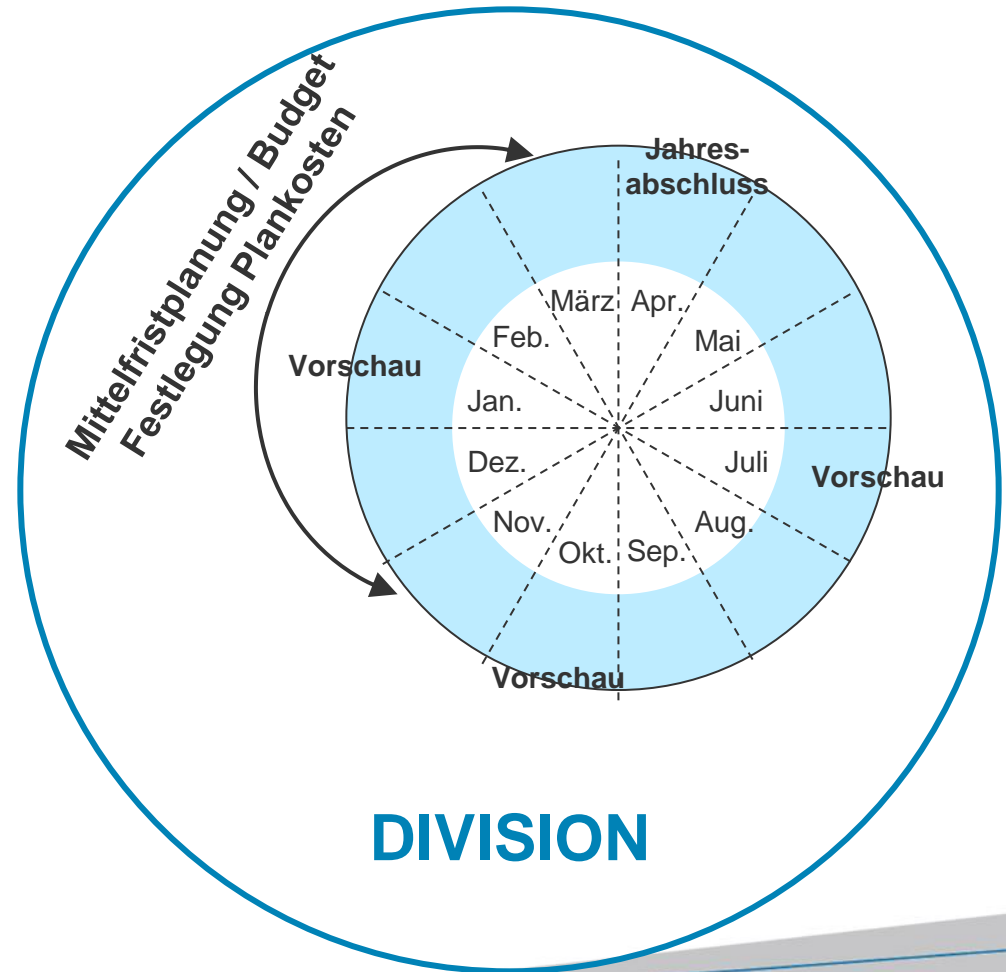 Mittelfristplanung / Budget
Festlegung Plankosten
Jahres-
abschluss
März
Apr.
Feb.
Mai
Vorschau
Jan.
Juni
Dez.
Juli
Vorschau
Nov.
Aug.
Okt.
Sep.
Vorschau
DIVISION